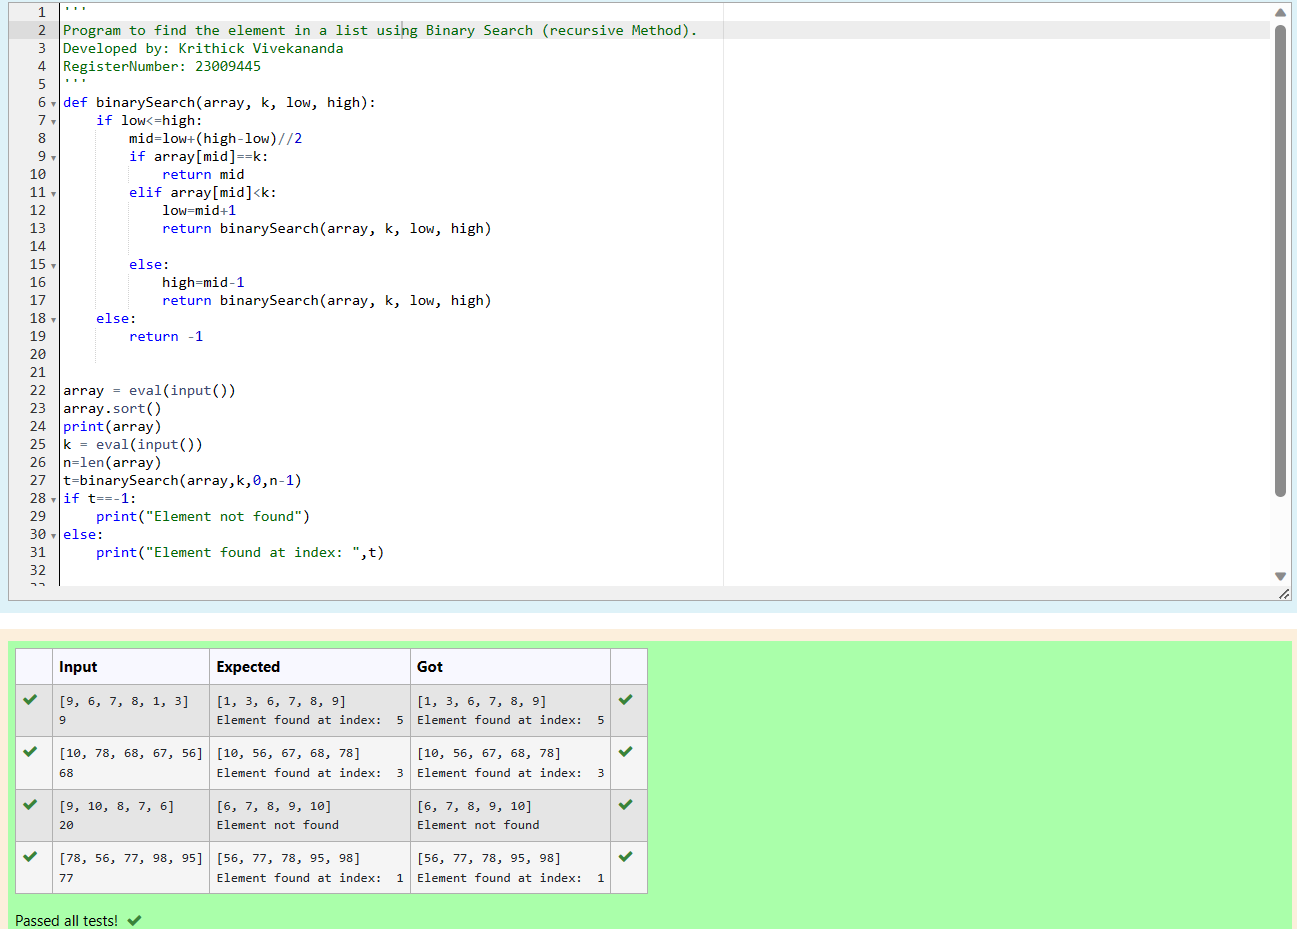 1 '''
2 Program to find the element in a list using Binary Search (recursive Method).
3 Developed by: Krithick Vivekananda
4 RegisterNumber: 23009445
5 '''
6 def binarySearch(array, k, low, high):
7     if low<=high:
8         mid=low+(high-low)//2
9         if array[mid]==k:
10             return mid
11         elif array[mid]<k:
12             low=mid+1
13             return binarySearch(array, k, low, high)
14
15         else:
16             high=mid-1
17             return binarySearch(array, k, low, high)
18     else:
19         return -1
20
21
22 array = eval(input())
23 array.sort()
24 print(array)
25 k = eval(input())
26 n=len(array)
27 t=binarySearch(array,k,0,n-1)
28 if t==-1:
29     print("Element not found")
30 else:
31     print("Element found at index: ",t)
32
Input Expected Got
[9, 6, 7, 8, 1, 3] [1, 3, 6, 7, 8, 9] [1, 3, 6, 7, 8, 9]
9 Element found at index:  5 Element found at index:  5
[10, 78, 68, 67, 56] [10, 56, 67, 68, 78] [10, 56, 67, 68, 78]
68 Element found at index:  3 Element found at index:  3
[9, 10, 8, 7, 6] [6, 7, 8, 9, 10] [6, 7, 8, 9, 10]
20 Element not found Element not found
[78, 56, 77, 98, 95] [56, 77, 78, 95, 98] [56, 77, 78, 95, 98]
77 Element found at index:  1 Element found at index:  1
Passed all tests!